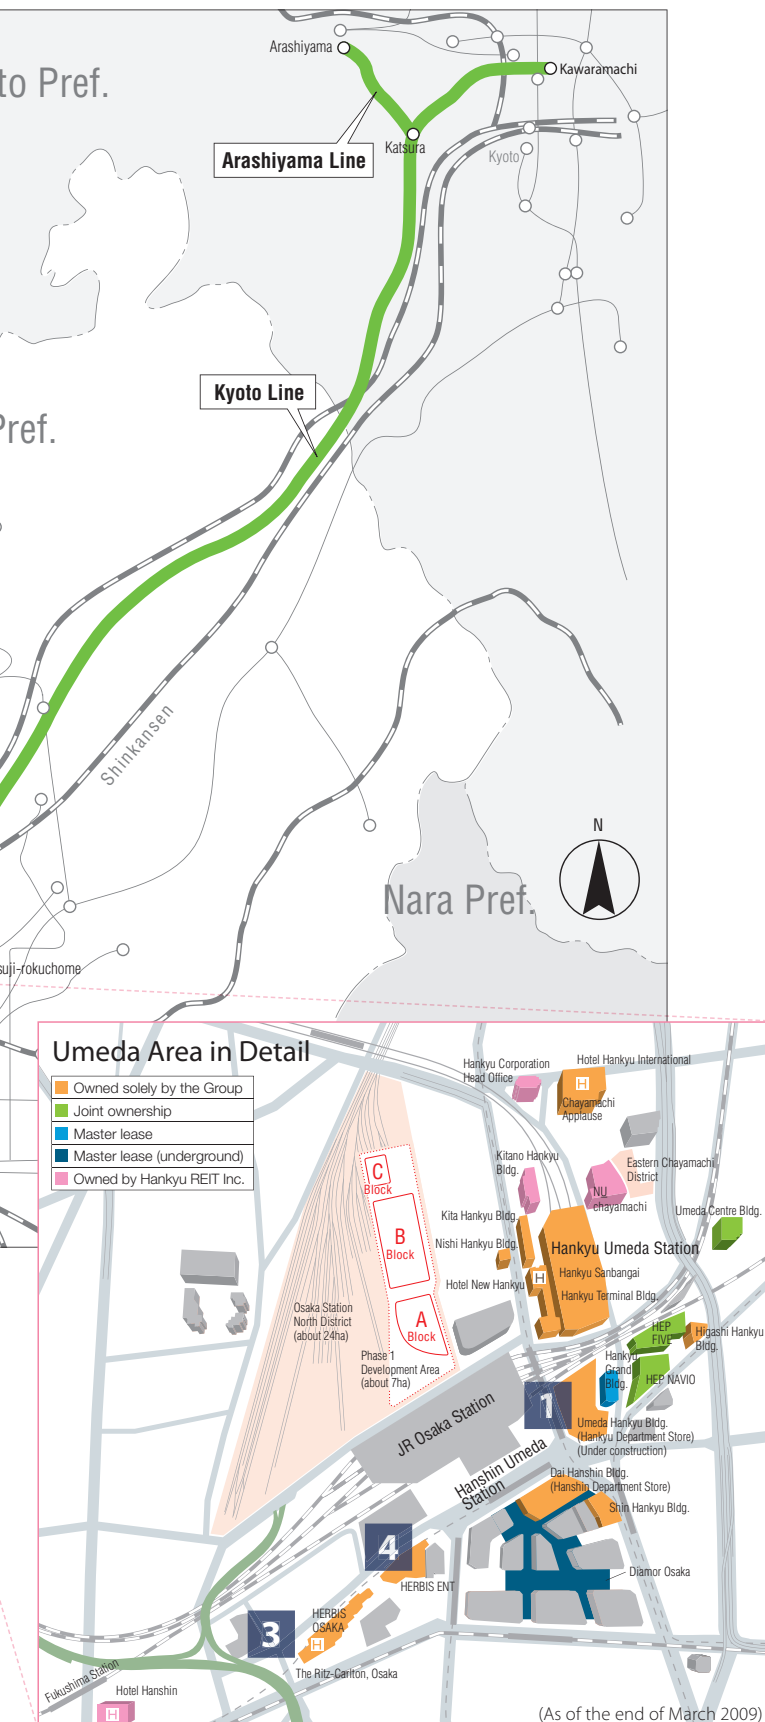 Arashiyama
Kawaramachi
to Pref.
Katsura
Kyoto
Arashiyama Line
Kyoto Line
Pref.
Shinkansen
N
Nara Pref.
suji-rokuchome
Umeda Area in Detail
Owned solely by the Group
Joint ownership
Master lease
Master lease (underground)
Owned by Hankyu REIT Inc.
Hankyu Corporation
Head Office
Hotel Hankyu International
H
Chayamachi
Applause
Kitano Hankyu
Bldg.
Eastern Chayamachi
District
NU
chayamachi
C
Block
B
Block
A
Block
Kita Hankyu Bldg.
Umeda Centre Bldg.
Nishi Hankyu Bldg.
Hankyu Umeda Station
Hotel New Hankyu
H
Hankyu Sanbangai
Hankyu Terminal Bldg.
Osaka Station
North District
(about 24ha)
Phase 1
Development Area
(about 7ha)
HEP
FIVE
Higashi Hankyu
Bldg.
Hankyu
Grand
Bldg.
HEP NAVIO
1
JR Osaka Station
Umeda Hankyu Bldg.
(Hankyu Department Store)
(Under construction)
Hanshin Umeda
Station
Dai Hanshin Bldg.
(Hanshin Department Store)
Shin Hankyu Bldg.
4
HERBIS ENT
Diamor Osaka
3
HERBIS
OSAKA
H
The Ritz-Carlton, Osaka
Fukushima Station
Hotel Hanshin
H
(As of the end of March 2009)